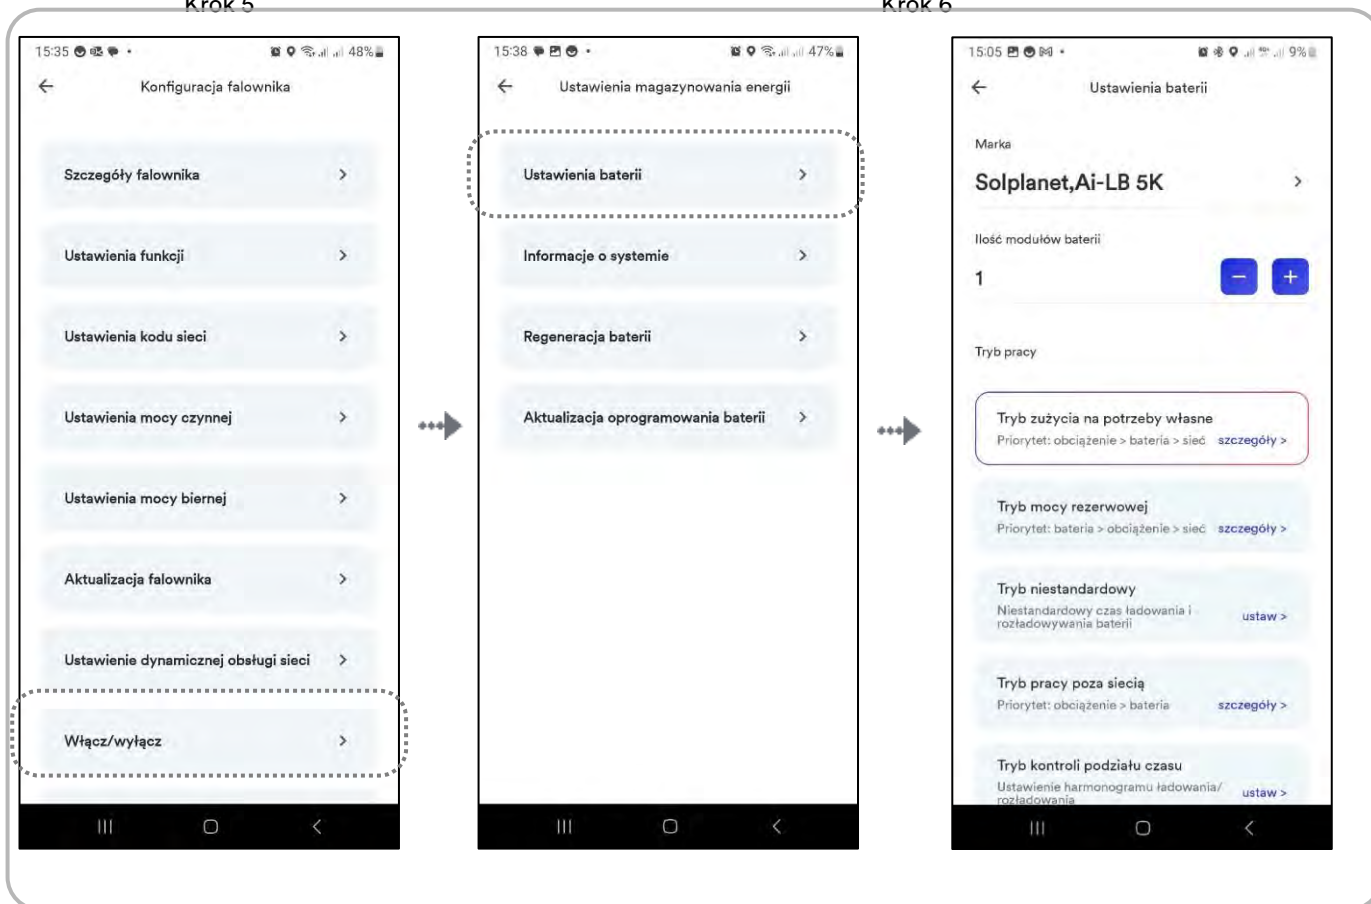 Krok 5
Krok 6
15:35 48%
Konfiguracja falownika
Szczegóły falownika
Ustawienia funkcji
Ustawienia kodu sieci
Ustawienia mocy czynnej
Ustawienia mocy biernej
Aktualizacja falownika
Ustawienie dynamicznej obsługi sieci
Włącz/wyłącz
15:38 47%
Ustawienia magazynowania energii
Ustawienia baterii
Informacje o systemie
Regeneracja baterii
Aktualizacja oprogramowania baterii
15:05 9%
Ustawienia baterii
Marka
Solplanet,Ai-LB 5K
Ilość modułów baterii
1
Tryb pracy
Tryb zużycia na potrzeby własne
Priorytet: obciążenie > bateria > sieć szczegóły >
Tryb mocy rezerwowej
Priorytet: bateria > obciążenie > sieć szczegóły >
Tryb niestandardowy
Niestandardowy czas ładowania i
rozładowywania baterii
ustaw >
Tryb pracy poza siecią
Priorytet: obciążenie > bateria szczegóły >
Tryb kontroli podziału czasu
Ustawienie harmonogramu ładowania/
rozładowania
ustaw >